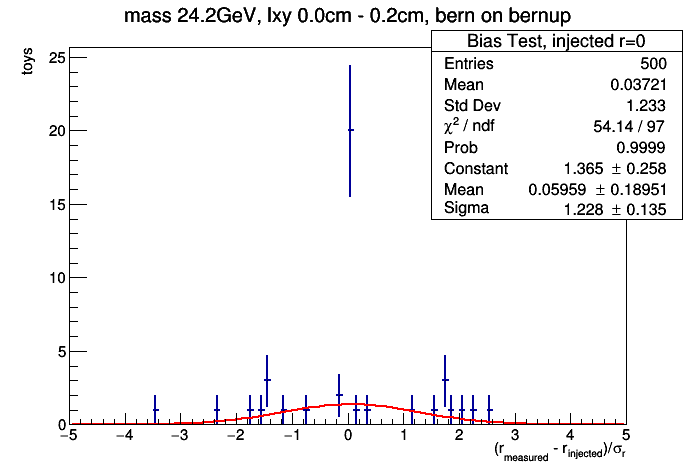 mass 24.2GeV, lxy 0.0cm - 0.2cm, bern on bernup
Bias Test, injected r=0
Entries 500
Mean 0.03721
Std Dev 1.233
χ² / ndf 54.14 / 97
Prob 0.9999
Constant 1.365 ± 0.258
Mean 0.05959 ± 0.18951
Sigma 1.228 ± 0.135
toys
25
20
15
10
5
0
−5 −4 −3 −2 −1 0 1 2 3 4 5
(r_measured - r_injected)/σ_r